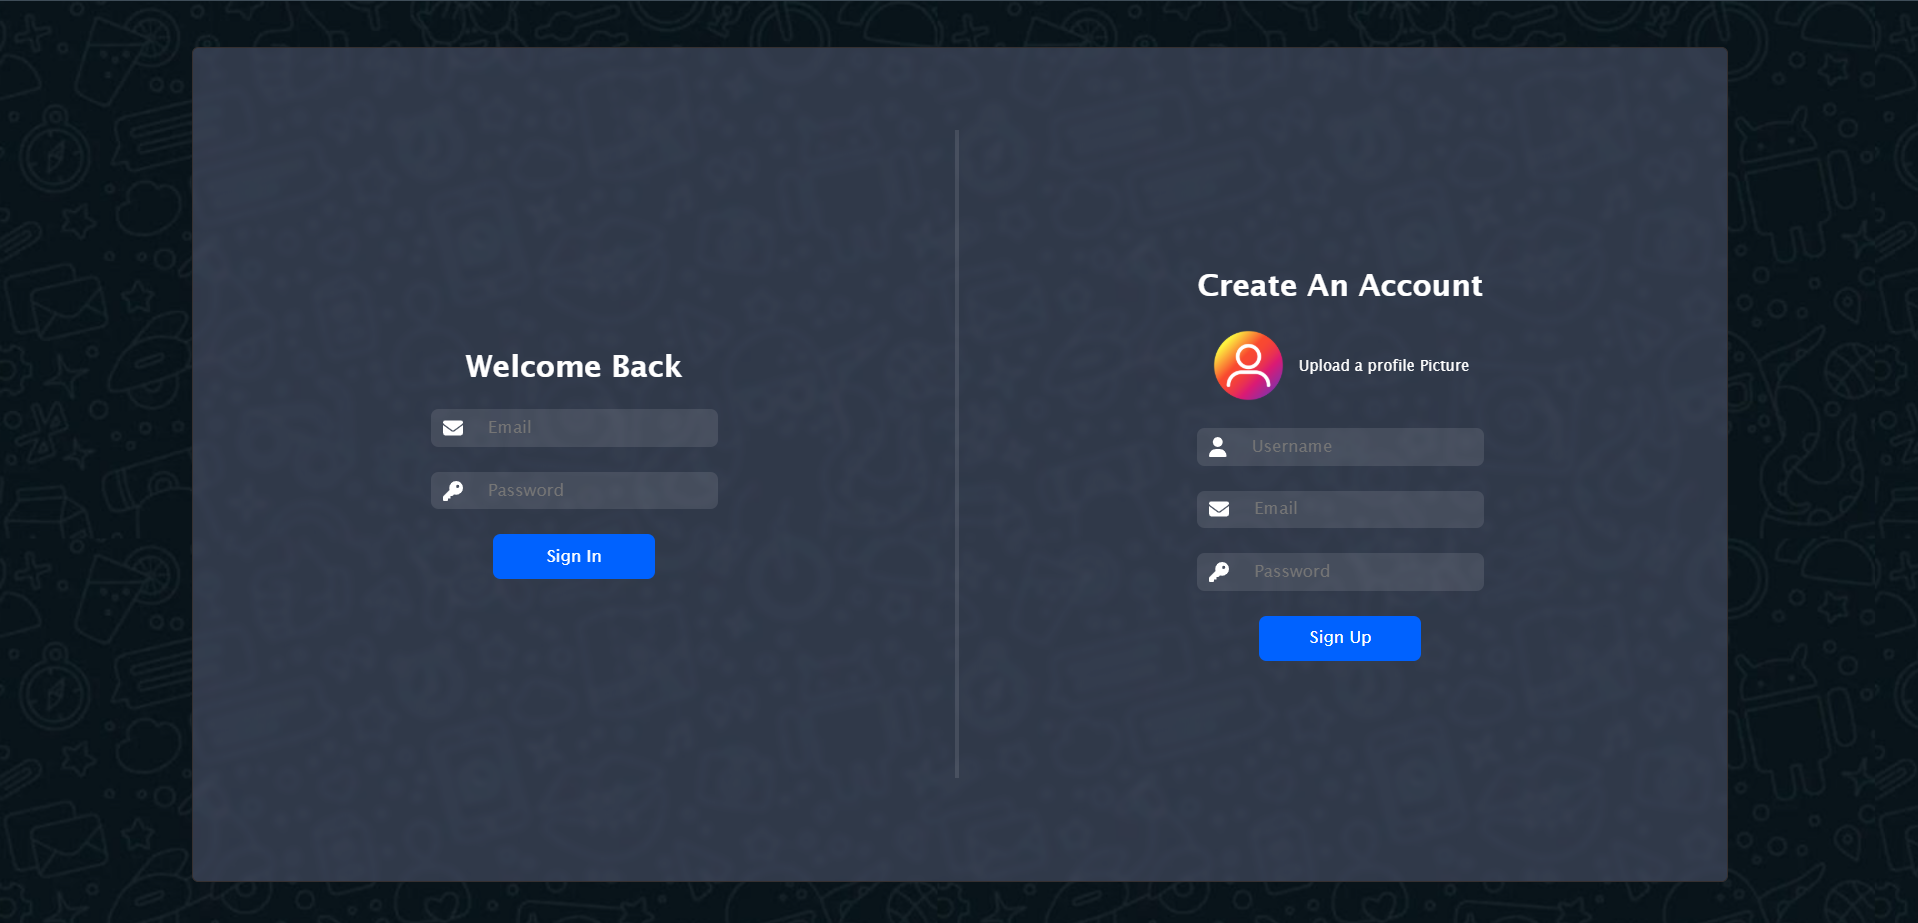 Welcome Back
Email
Password
Sign In
Create An Account
Upload a profile Picture
Username
Email
Password
Sign Up